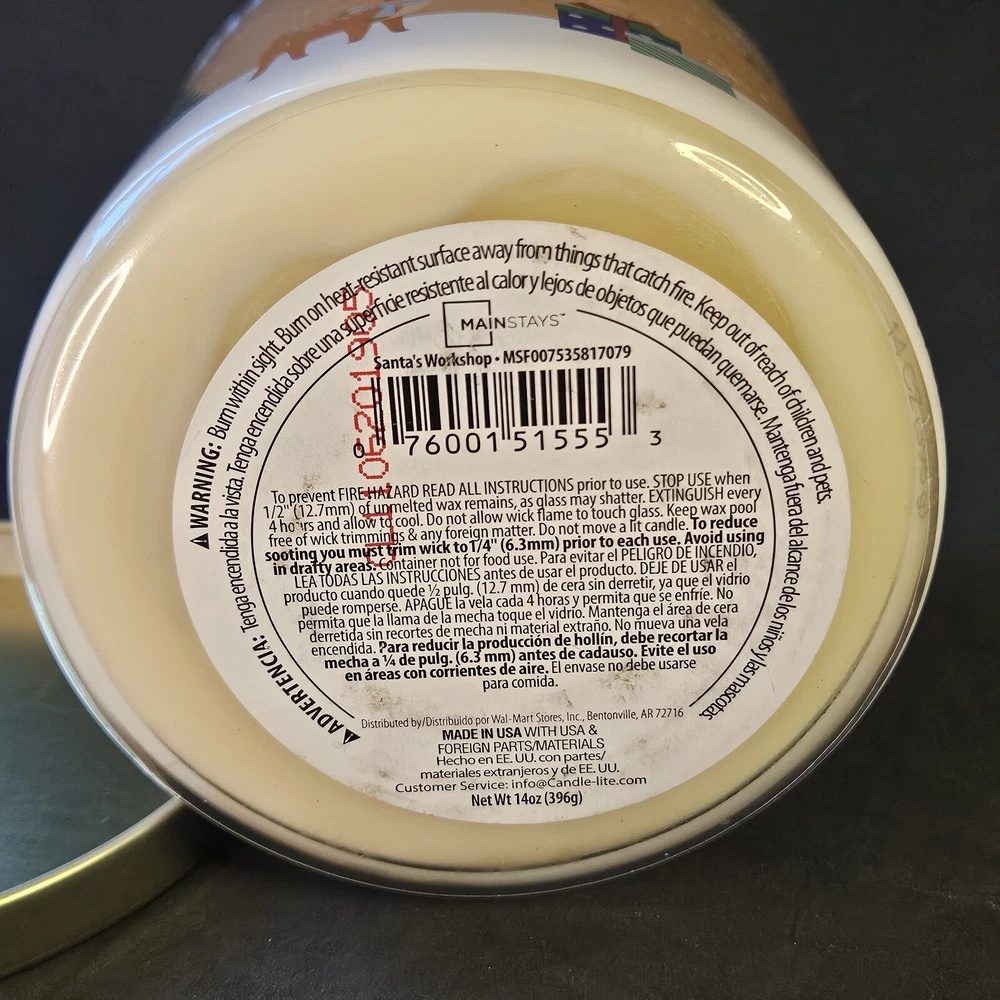 ⚠ WARNING: Burn within sight. Burn on heat-resistant surface away from things that catch fire. Keep out of reach of children and pets.
⚠ ADVERTENCIA: Tenga encendida a la vista. Tenga encendida sobre una superficie resistente al calor y lejos de objetos que puedan quemarse. Mantenga fuera del alcance de los niños y las mascotas.
MAINSTAYS™
Santa's Workshop • MSF007535817079
0 76001 51555 3
To prevent FIRE HAZARD READ ALL INSTRUCTIONS prior to use. STOP USE when
1/2" (12.7mm) of unmelted wax remains, as glass may shatter. EXTINGUISH every
4 hours and allow to cool. Do not allow wick flame to touch glass. Keep wax pool
free of wick trimmings & any foreign matter. Do not move a lit candle. To reduce
sooting you must trim wick to 1/4" (6.3mm) prior to each use. Avoid using
in drafty areas. Container not for food use. Para evitar el PELIGRO DE INCENDIO,
LEA TODAS LAS INSTRUCCIONES antes de usar el producto. DEJE DE USAR el
producto cuando quede ½ pulg. (12.7 mm) de cera sin derretir, ya que el vidrio
puede romperse. APAGUE la vela cada 4 horas y permita que se enfríe. No
permita que la llama de la mecha toque el vidrio. Mantenga el área de cera
derretida sin recortes de mecha ni material extraño. No mueva una vela
encendida. Para reducir la producción de hollín, debe recortar la
mecha a ¼ de pulg. (6.3 mm) antes de cadauso. Evite el uso
en áreas con corrientes de aire. El envase no debe usarse
para comida.
Distributed by/Distribuido por Wal-Mart Stores, Inc., Bentonville, AR 72716
MADE IN USA WITH USA &
FOREIGN PARTS/MATERIALS
Hecho en EE. UU. con partes/
materiales extranjeros y de EE. UU.
Customer Service: info@Candle-lite.com
Net Wt 14oz (396g)